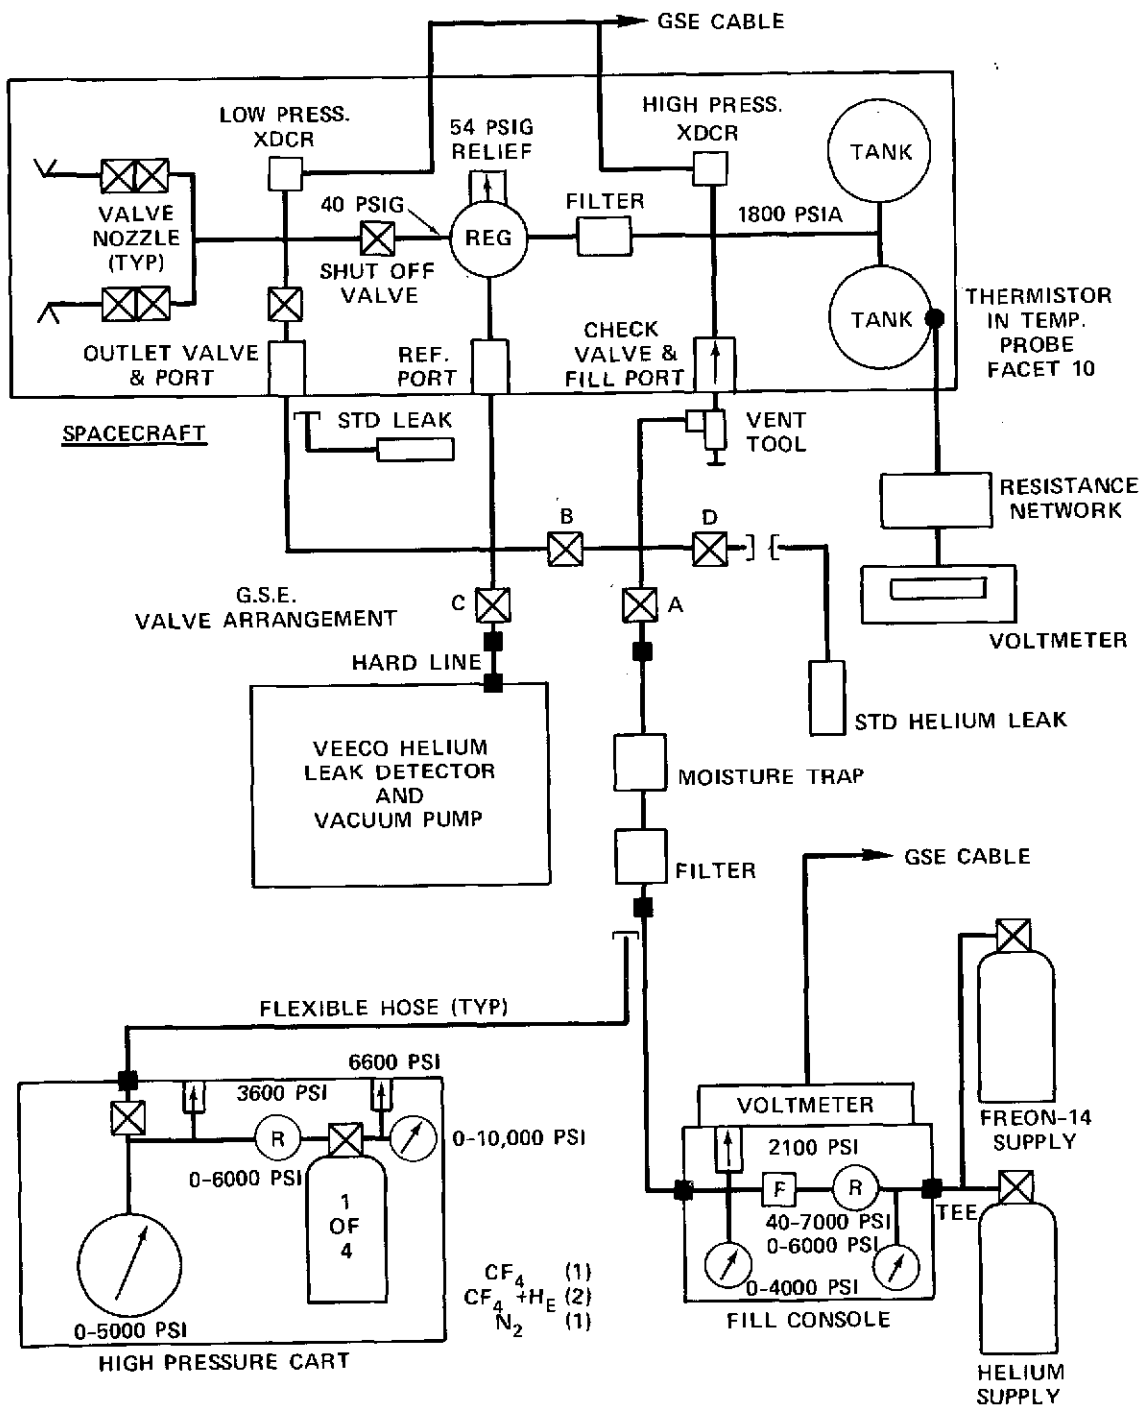 GSE CABLE
LOW PRESS.
XDCR
54 PSIG
RELIEF
HIGH PRESS.
XDCR
TANK
40 PSIG
FILTER
1800 PSIA
VALVE
NOZZLE
(TYP)
REG
SHUT OFF
VALVE
TANK
THERMISTOR
IN TEMP.
PROBE
FACET 10
OUTLET VALVE
& PORT
REF.
PORT
CHECK
VALVE &
FILL PORT
SPACECRAFT
STD LEAK
VENT
TOOL
RESISTANCE
NETWORK
B
D
G.S.E.
VALVE ARRANGEMENT
C
A
VOLTMETER
HARD LINE
STD HELIUM LEAK
VEECO HELIUM
LEAK DETECTOR
AND
VACUUM PUMP
MOISTURE TRAP
FILTER
GSE CABLE
FLEXIBLE HOSE (TYP)
6600 PSI
3600 PSI
R
0-10,000 PSI
0-6000 PSI
1
OF
4
0-5000 PSI
HIGH PRESSURE CART
CF4 (1)
CF4 +HE (2)
N2 (1)
VOLTMETER
2100 PSI
F
R
40-7000 PSI
0-6000 PSI
0-4000 PSI
TEE
FILL CONSOLE
FREON-14
SUPPLY
HELIUM
SUPPLY